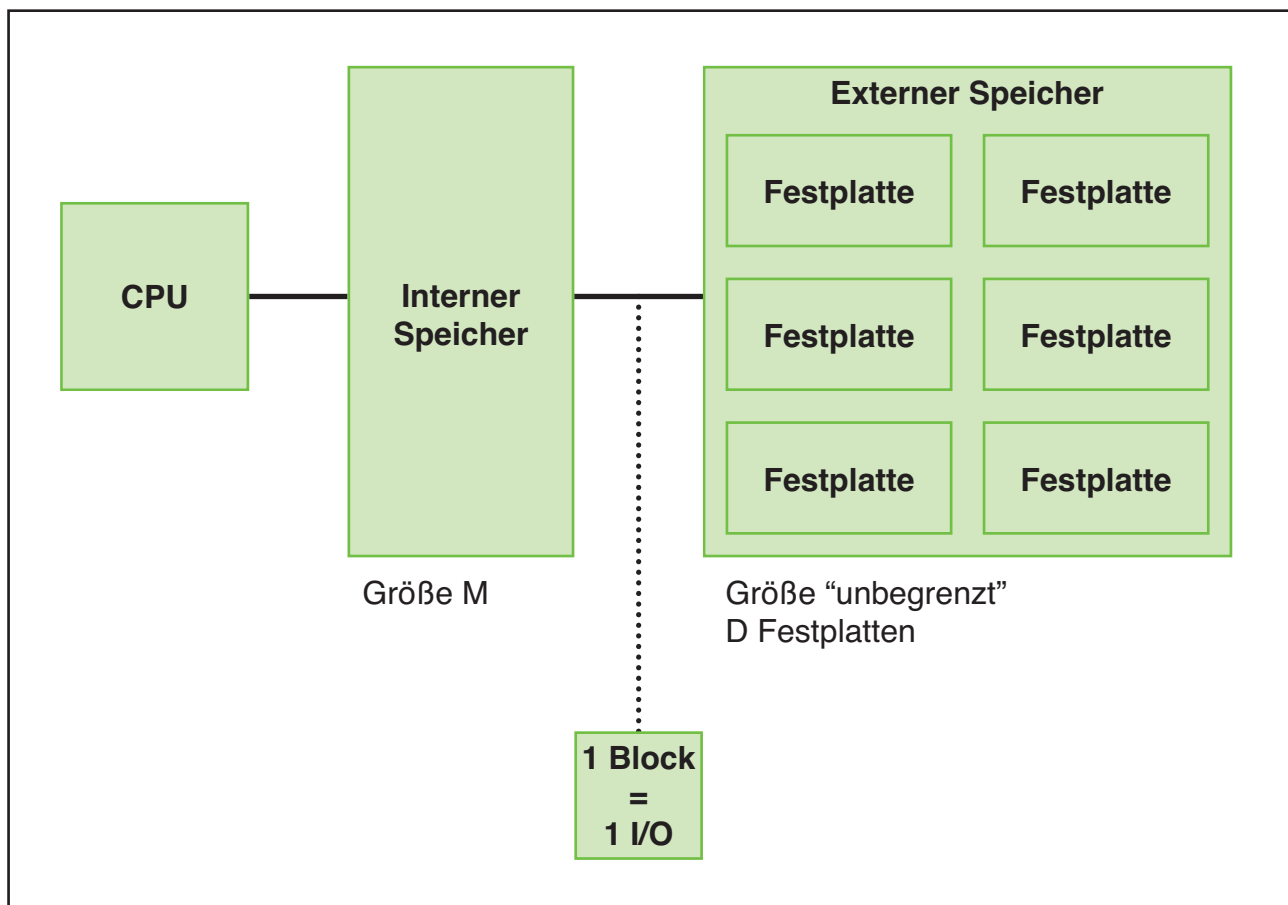 Externer Speicher
Festplatte
Festplatte
CPU
Interner
Speicher
Festplatte
Festplatte
Festplatte
Festplatte
Größe M
Größe “unbegrenzt”
D Festplatten
1 Block
=
1 I/O